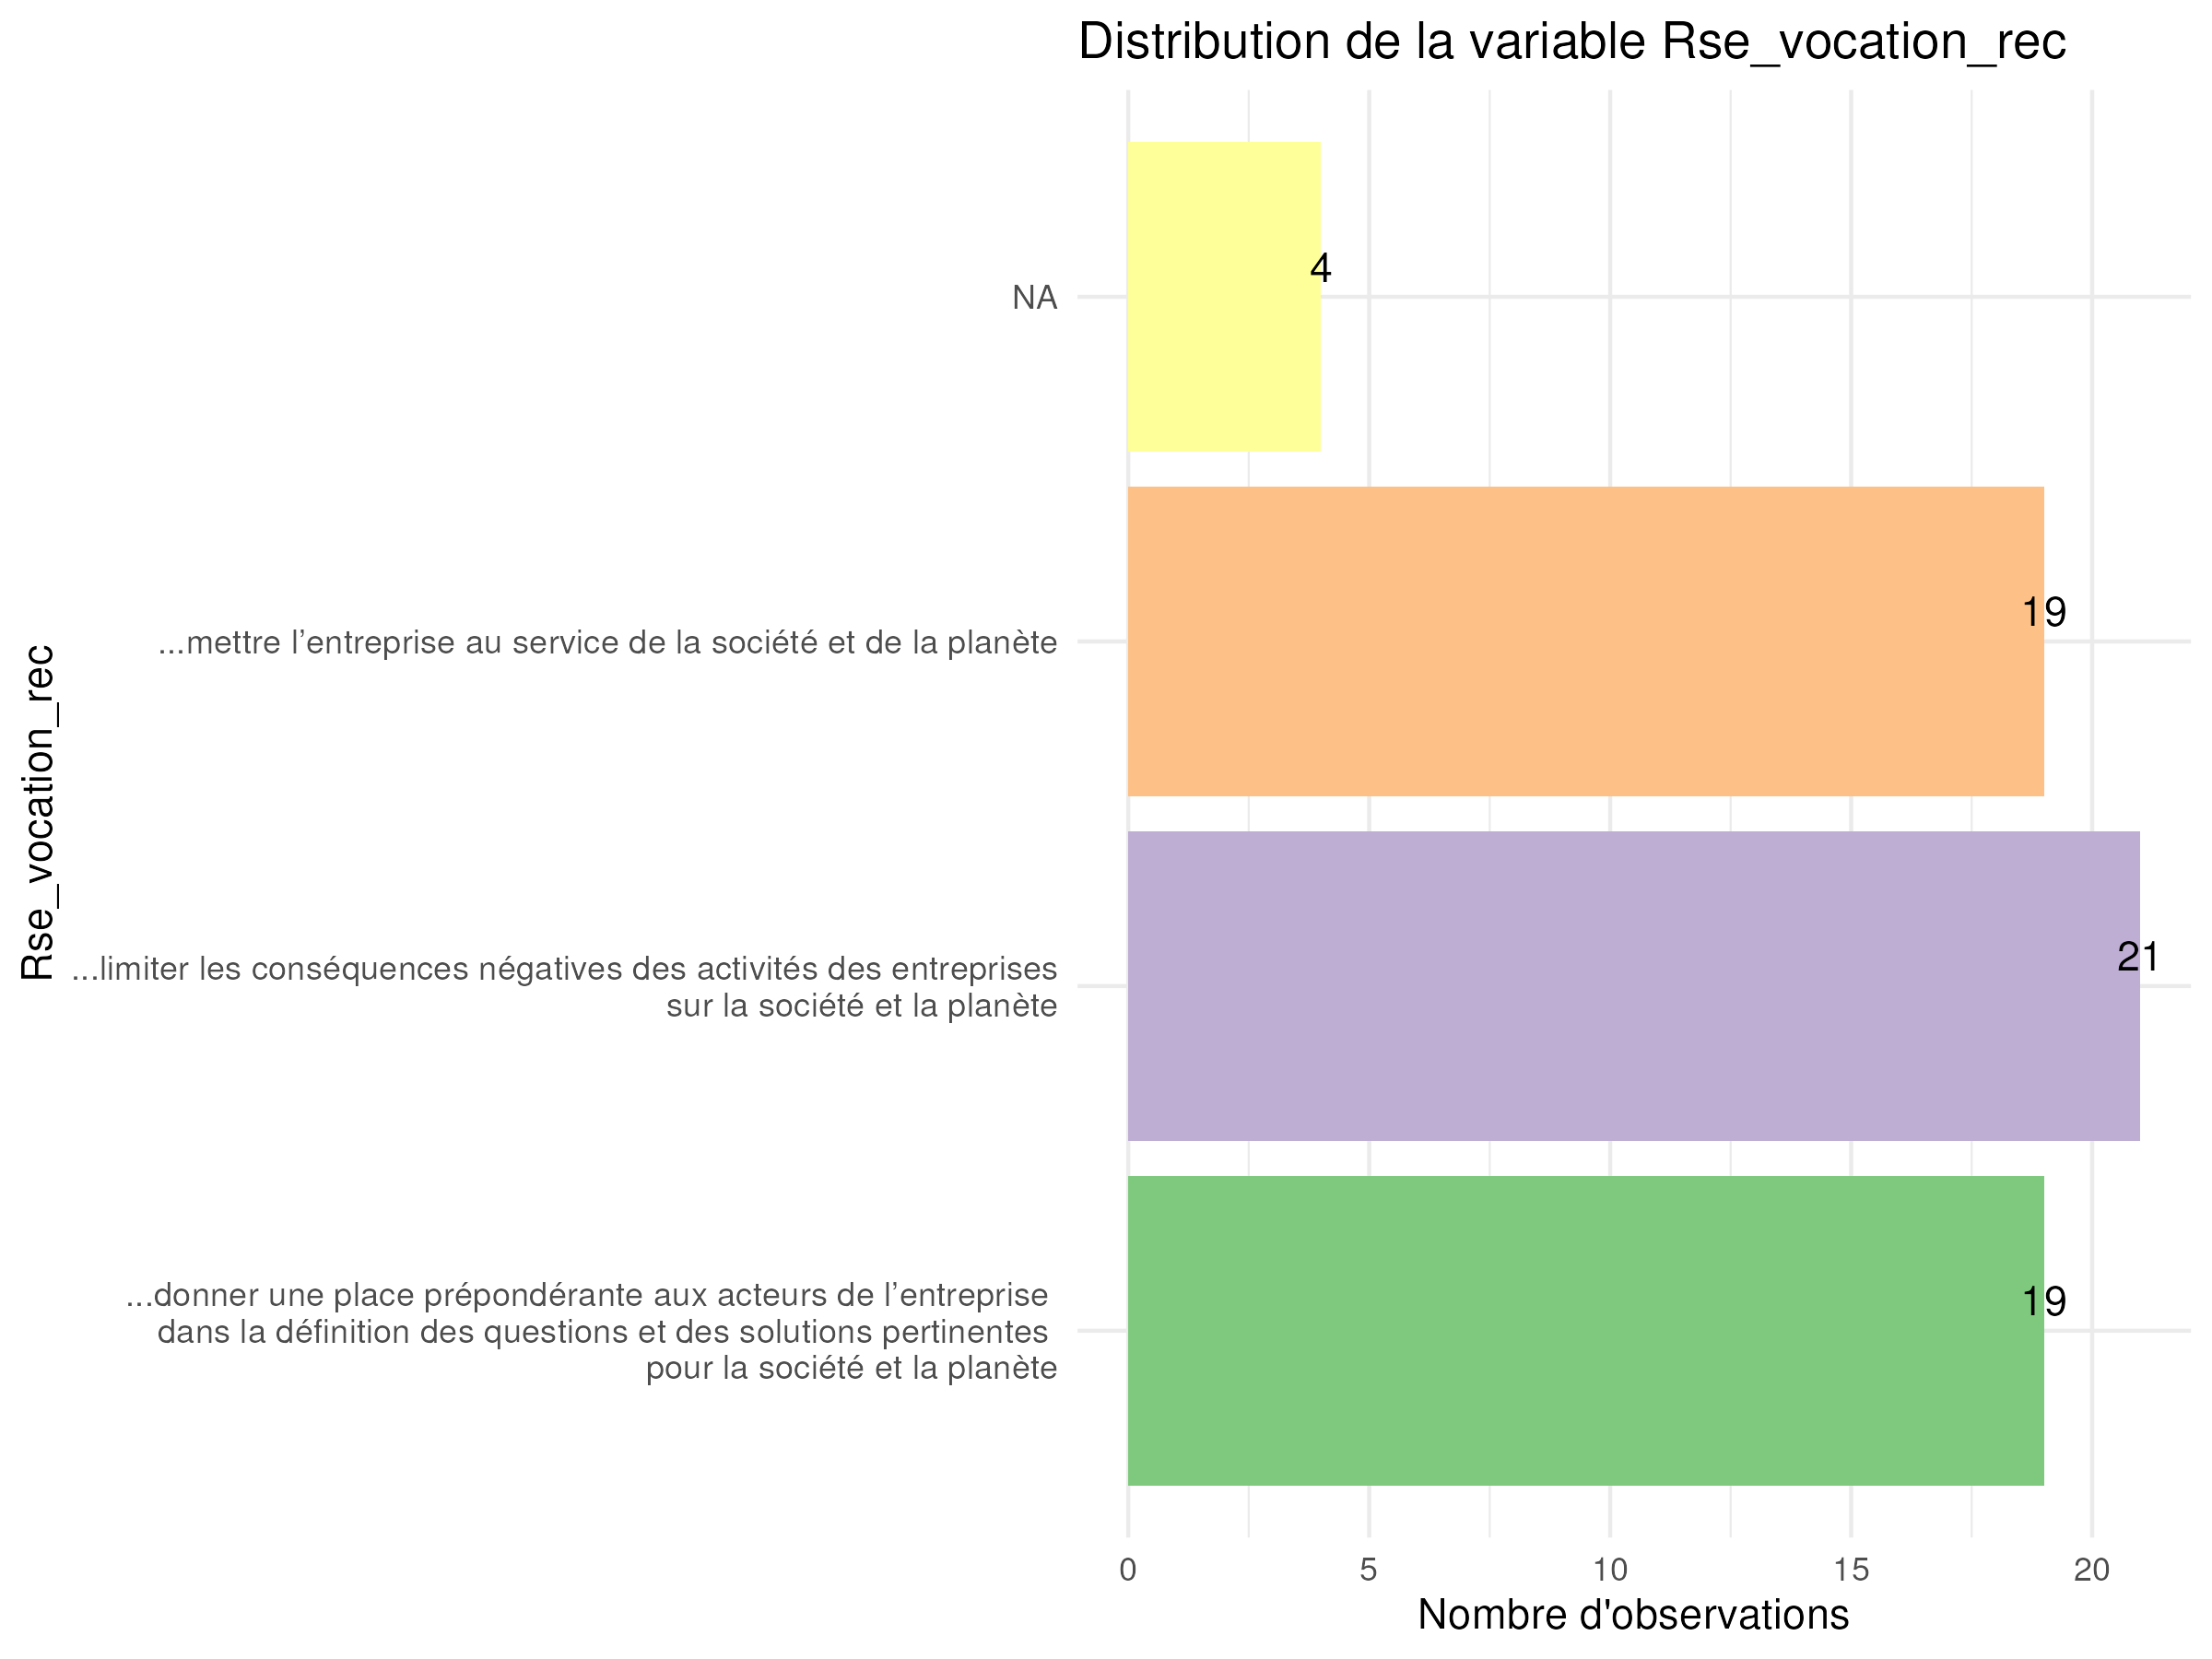 Distribution de la variable Rse_vocation_rec
Rse_vocation_rec
NA
4
...mettre l’entreprise au service de la société et de la planète
19
...limiter les conséquences négatives des activités des entreprises
sur la société et la planète
21
...donner une place prépondérante aux acteurs de l’entreprise
dans la définition des questions et des solutions pertinentes
pour la société et la planète
19
0 5 10 15 20
Nombre d'observations